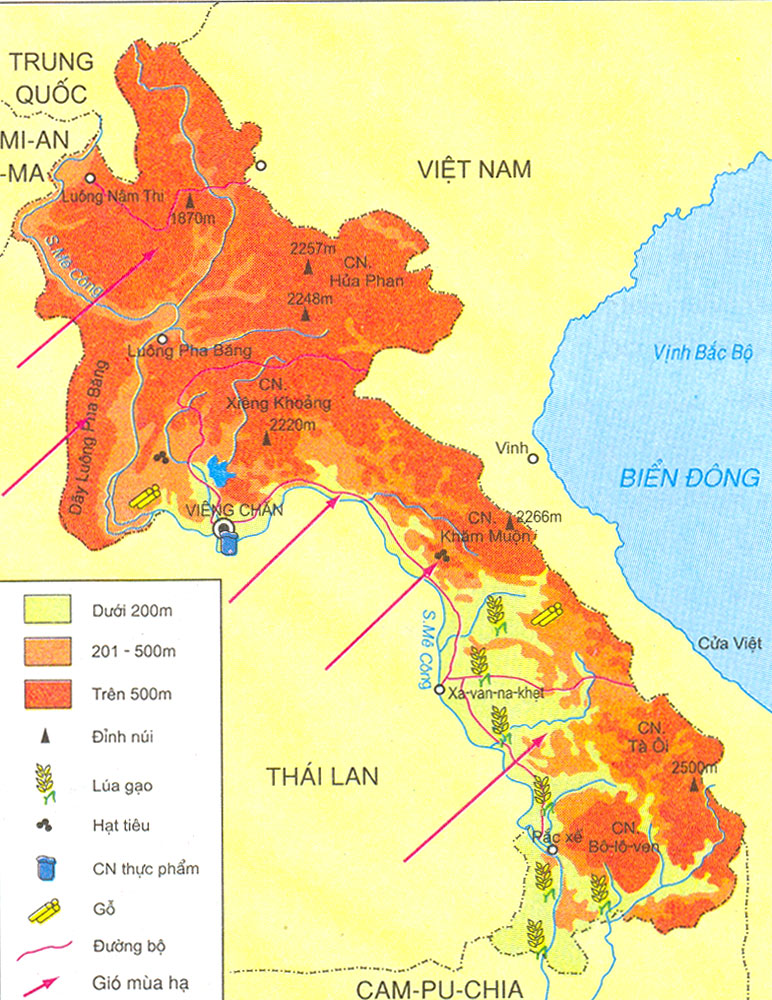 TRUNG
QUỐC
MI-AN
-MA
VIỆT NAM
Luông Nậm Thi
1870m
S.Mê Công
2257m
CN.
Hủa Phan
2248m
Luông Pha Băng
Vịnh Bắc Bộ
CN.
Xiêng Khoảng
2220m
Dãy Luông Pha Băng
Vinh
BIỂN ĐÔNG
VIÊNG CHĂN
CN.
Khăm Muộn
2266m
S.Mê Công
Cửa Việt
Xa-van-na-khẹt
CN.
Tà Ôi
2500m
THÁI LAN
Pắc xế
CN.
Bô-lô-ven
CAM-PU-CHIA
Dưới 200m
201 - 500m
Trên 500m
Đỉnh núi
Lúa gạo
Hạt tiêu
CN thực phẩm
Gỗ
Đường bộ
Gió mùa hạ